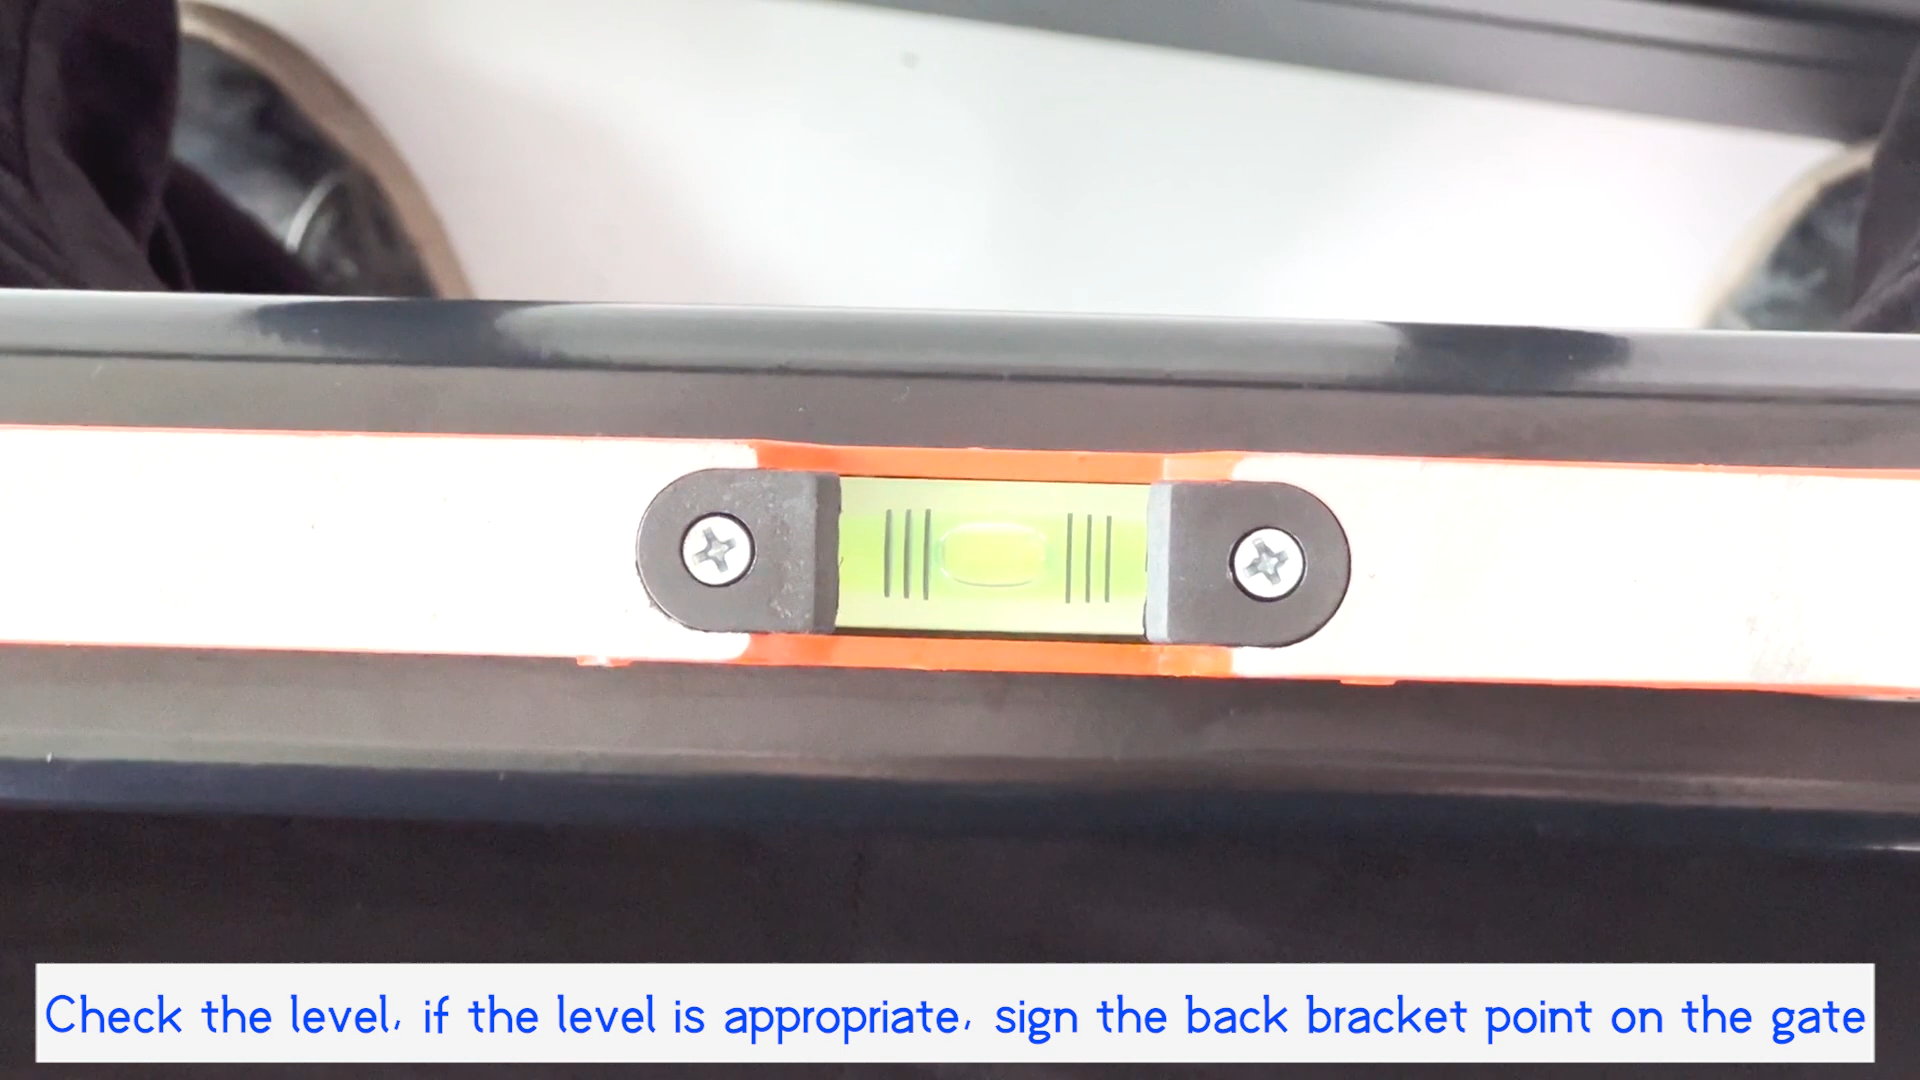 Check the level, if the level is appropriate, sign the back bracket point on the gate